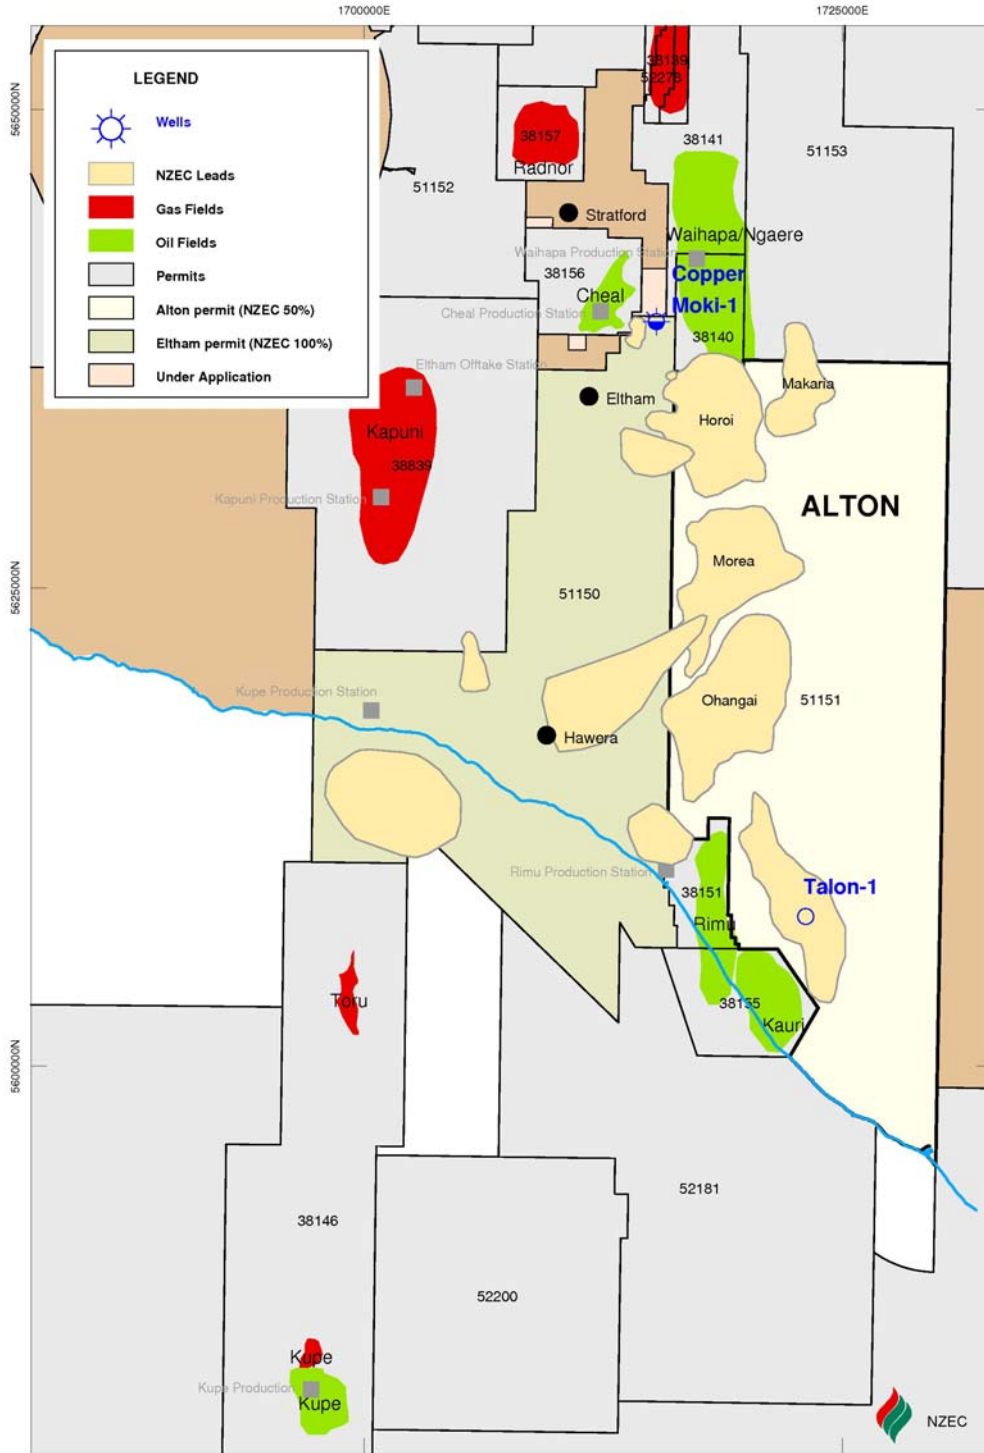 1700000E
1725000E
5650000N
5625000N
5600000N
LEGEND
Wells
NZEC Leads
Gas Fields
Oil Fields
Permits
Alton permit (NZEC 50%)
Eltham permit (NZEC 100%)
Under Application
38139
52278
38157
Radnor
38141
51153
51152
Stratford
Waihapa/Ngaere
Waihapa Production Station
38156
Copper
Moki-1
Cheal
Cheal Production Station
38140
Eltham Offtake Station
Makaria
Eltham
Horoi
Kapuni
38839
Kapuni Production Station
ALTON
Morea
51150
Kupe Production Station
Ohangai
51151
Hawera
Rimu Production Station
Talon-1
38151
Rimu
Toru
38155
Kauri
52181
38146
52200
Kupe
Kupe Production
Kupe
NZEC